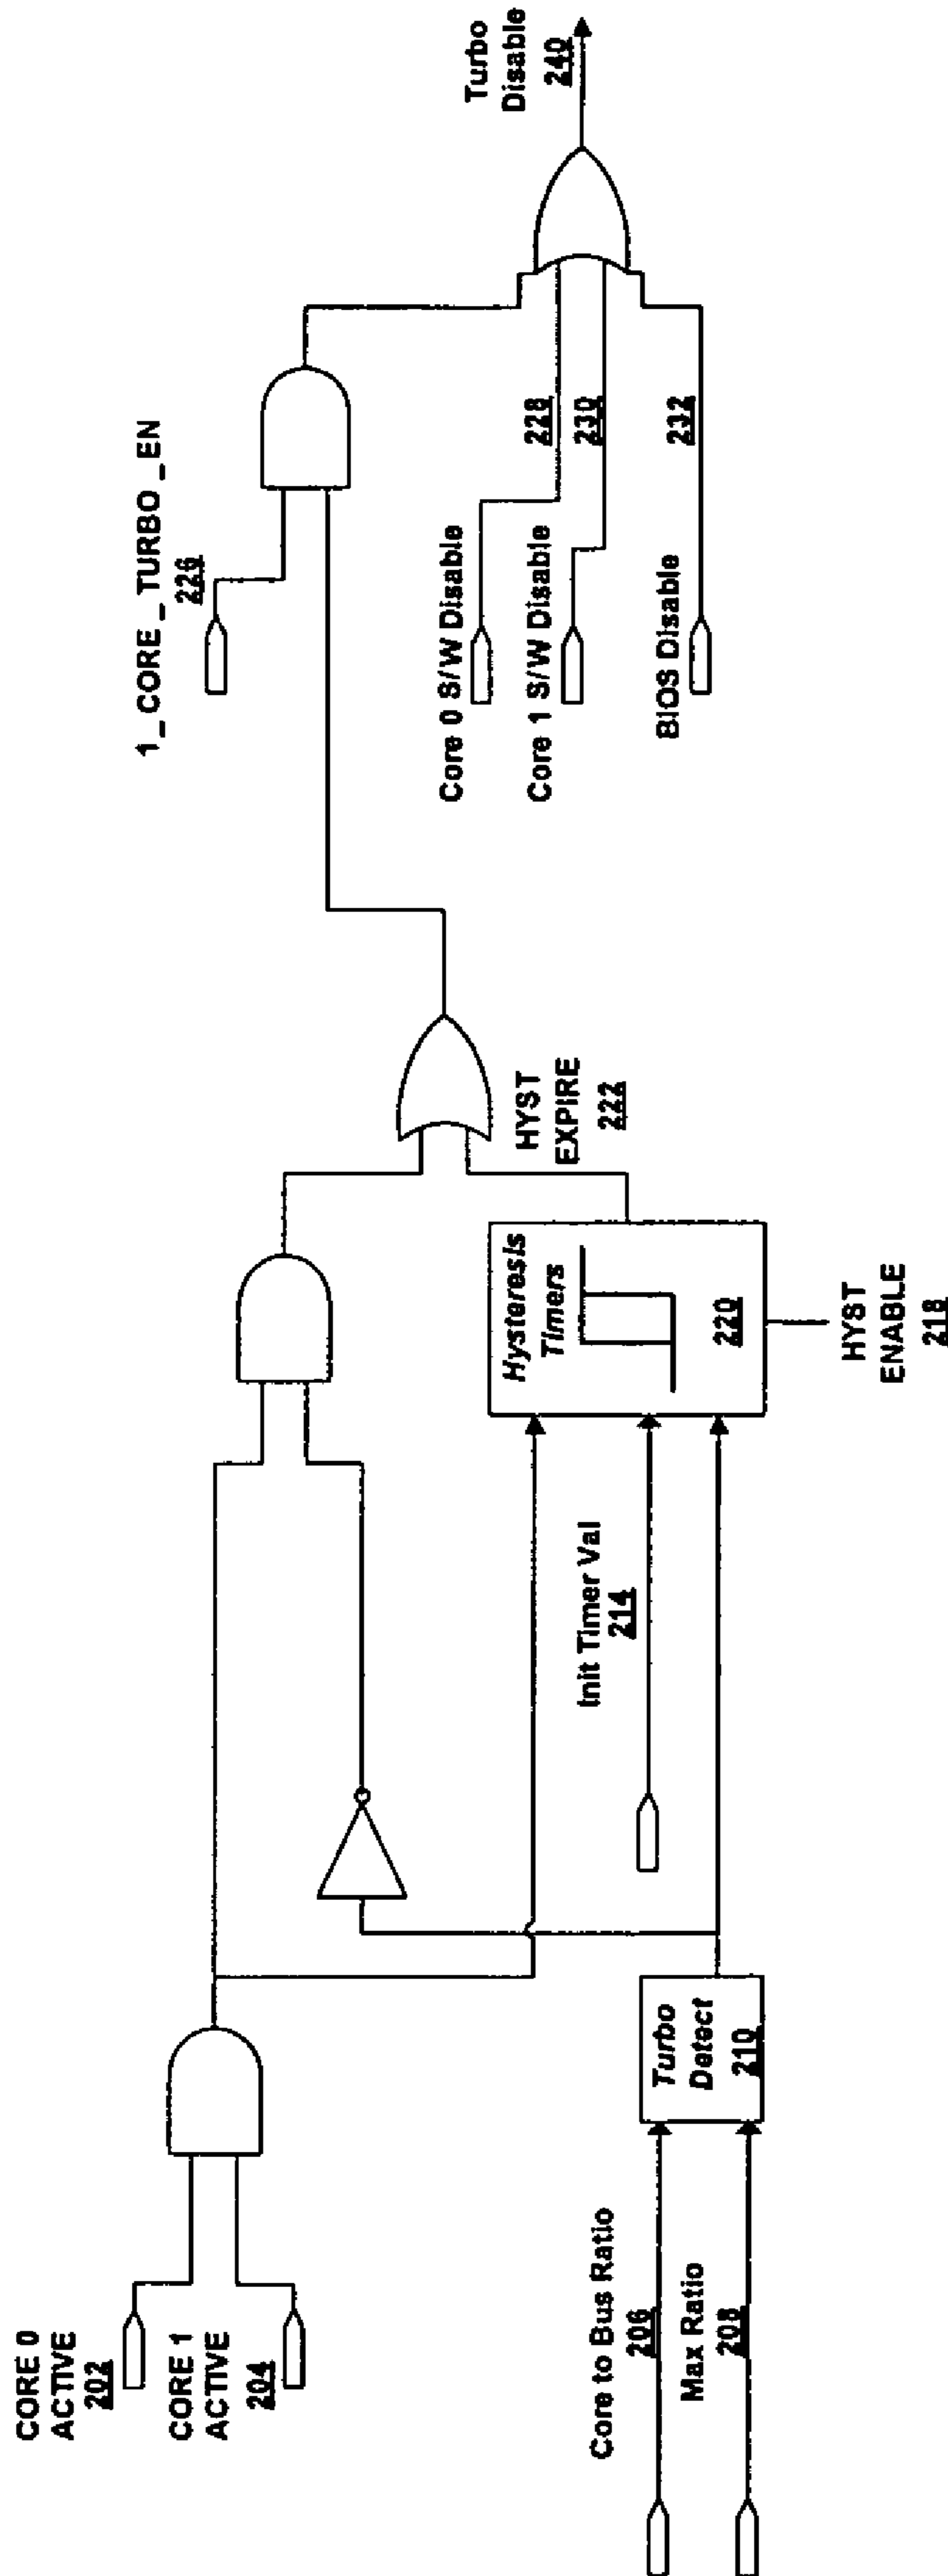 CORE 0
ACTIVE
202
CORE 1
ACTIVE
204
Core to Bus Ratio
206
Max Ratio
208
Turbo
Detect
210
Init Timer Val
214
Hysteresis
Timers
220
HYST
ENABLE
218
HYST
EXPIRE
222
1_CORE_TURBO_EN
226
Core 0 S/W Disable
228
Core 1 S/W Disable
230
BIOS Disable
232
Turbo
Disable
240